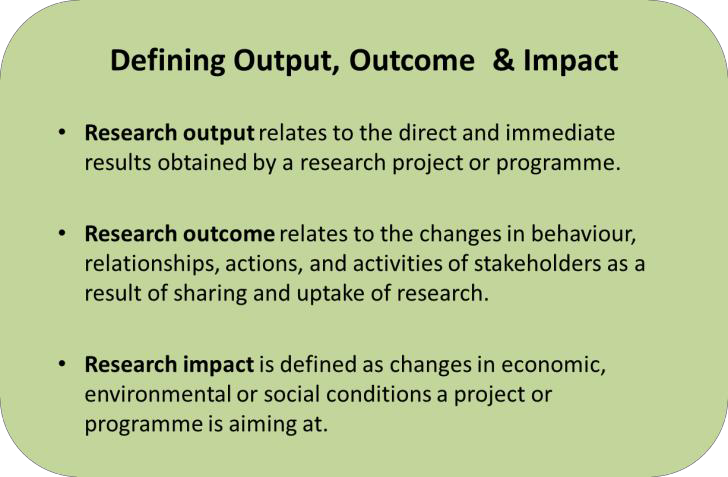 Defining Output, Outcome & Impact
• Research output relates to the direct and immediate
results obtained by a research project or programme.
• Research outcome relates to the changes in behaviour,
relationships, actions, and activities of stakeholders as a
result of sharing and uptake of research.
• Research impact is defined as changes in economic,
environmental or social conditions a project or
programme is aiming at.